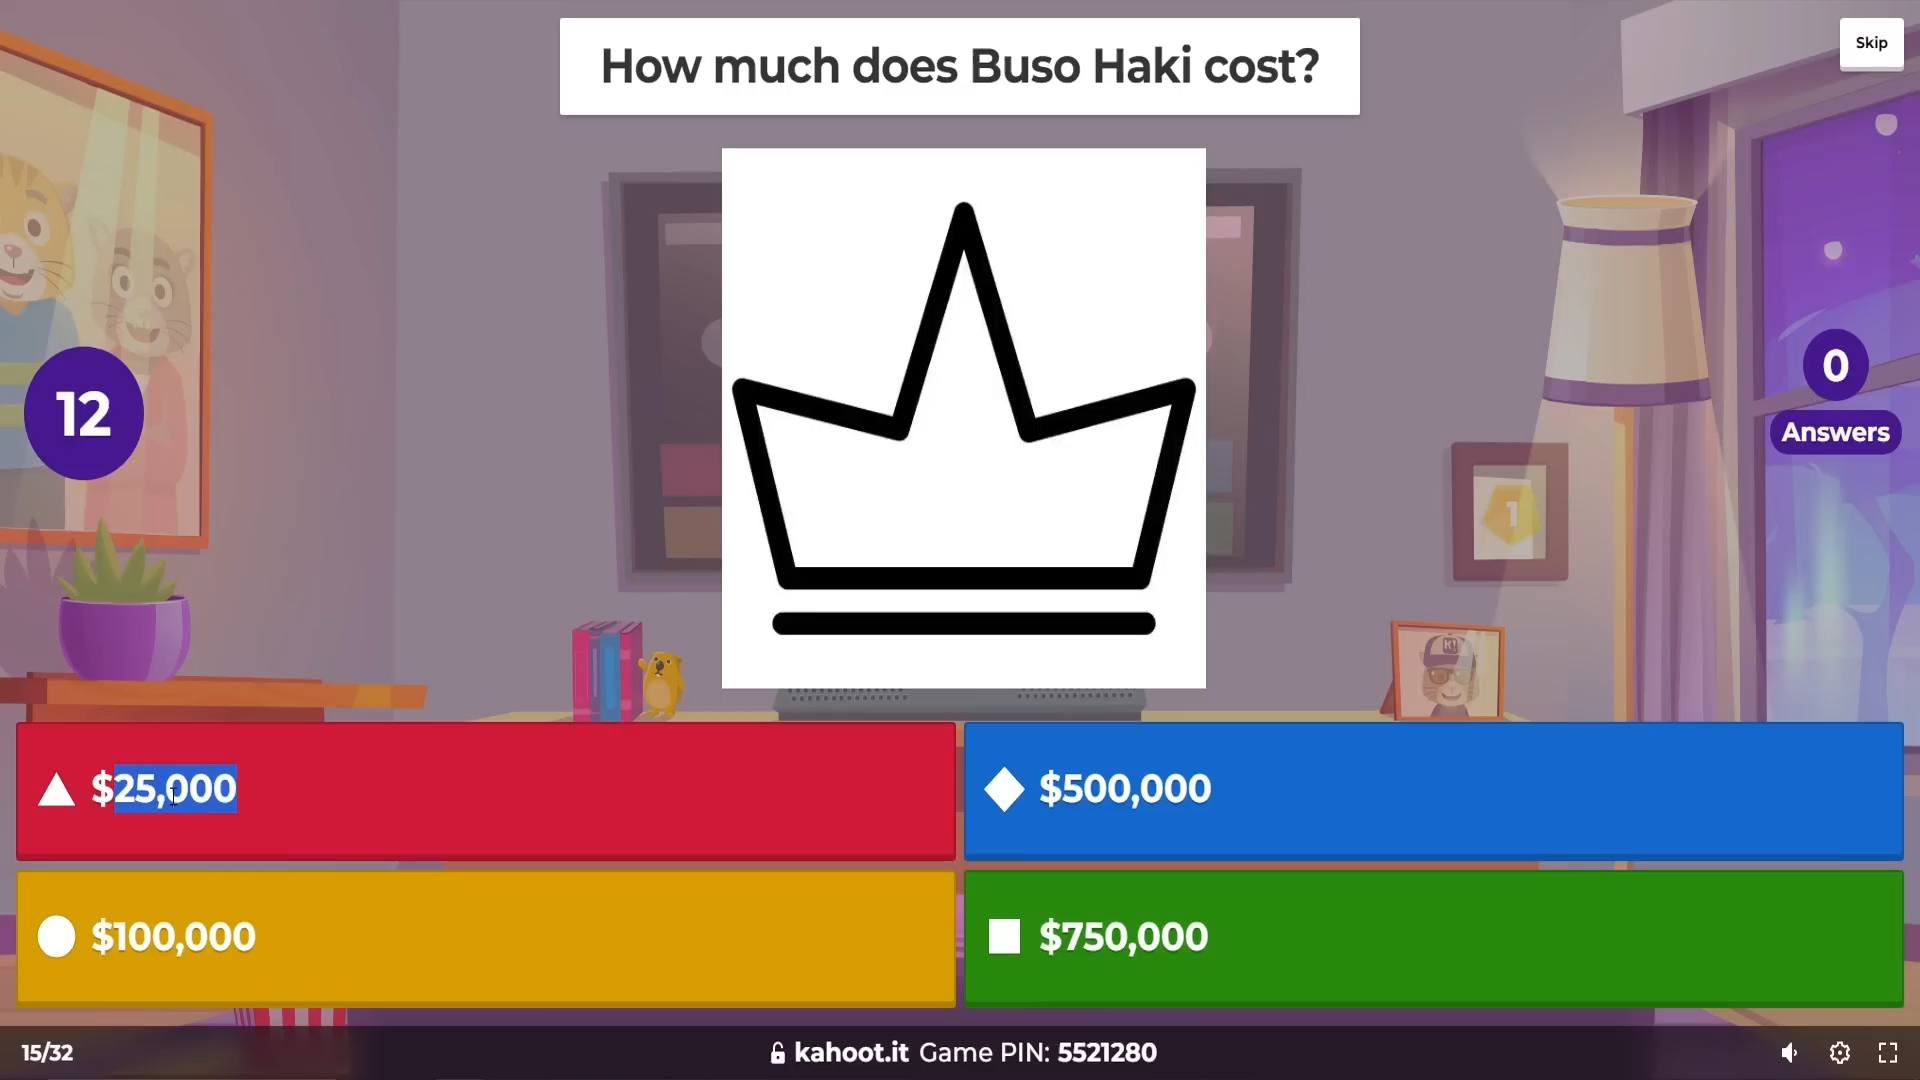 How much does Buso Haki cost?
Skip
12
0
Answers
1
K!
$25,000
$500,000
$100,000
$750,000
15/32
kahoot.it Game PIN: 5521280